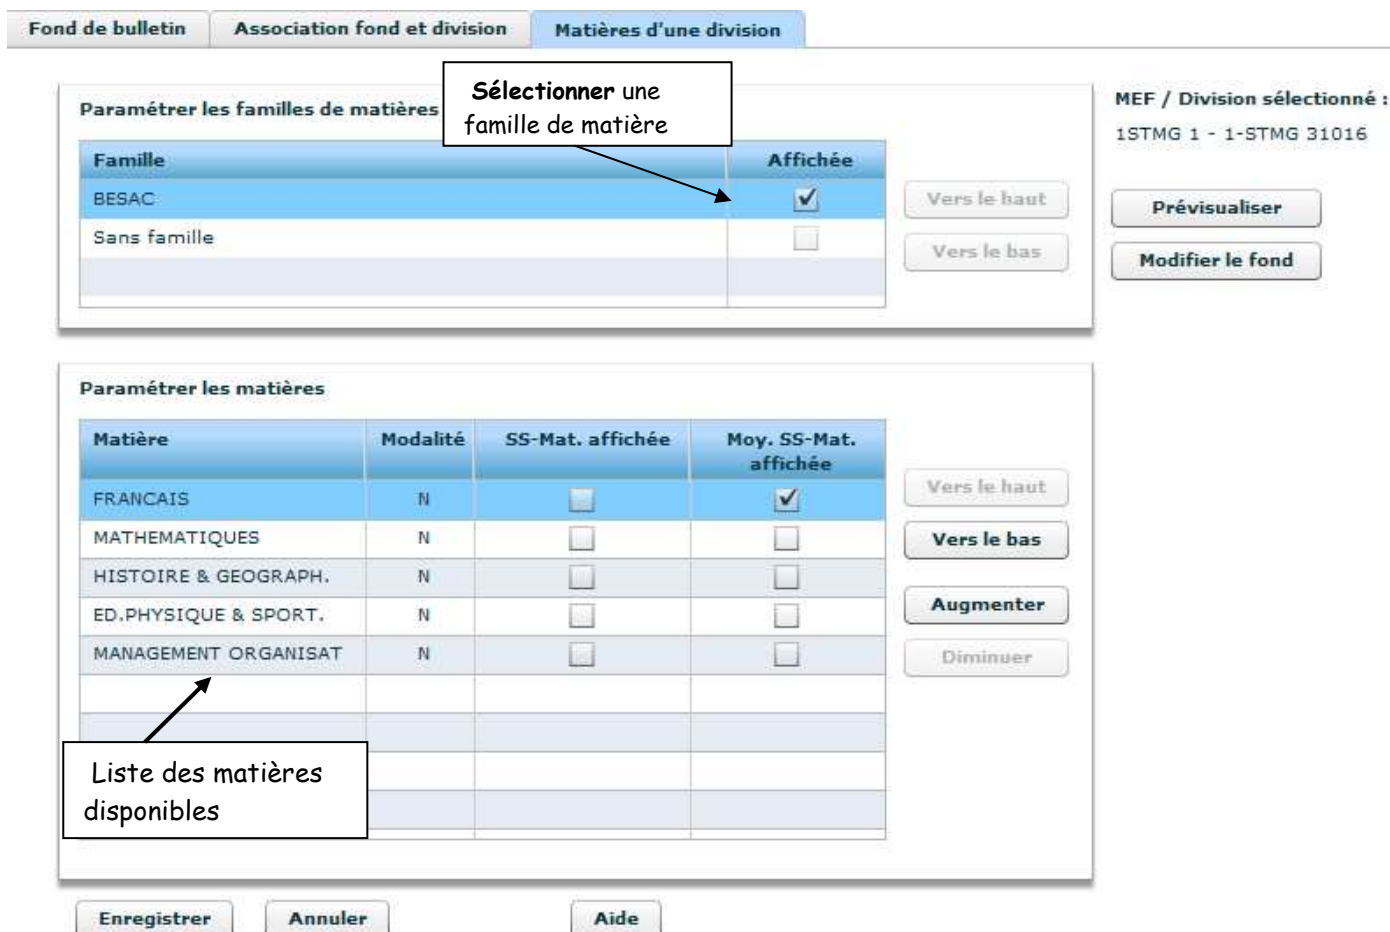 Fond de bulletin
Association fond et division
Matières d'une division
Paramétrer les familles de matières
Sélectionner une
famille de matière
MEF / Division sélectionné :
1STMG 1 - 1-STMG 31016
Famille Affichée
BESAC
Sans famille
Vers le haut
Vers le bas
Prévisualiser
Modifier le fond
Paramétrer les matières
Matière Modalité SS-Mat. affichée Moy. SS-Mat.
affichée
FRANCAIS N
MATHEMATIQUES N
HISTOIRE & GEOGRAPH. N
ED.PHYSIQUE & SPORT. N
MANAGEMENT ORGANISAT N
Vers le haut
Vers le bas
Augmenter
Diminuer
Liste des matières
disponibles
Enregistrer
Annuler
Aide